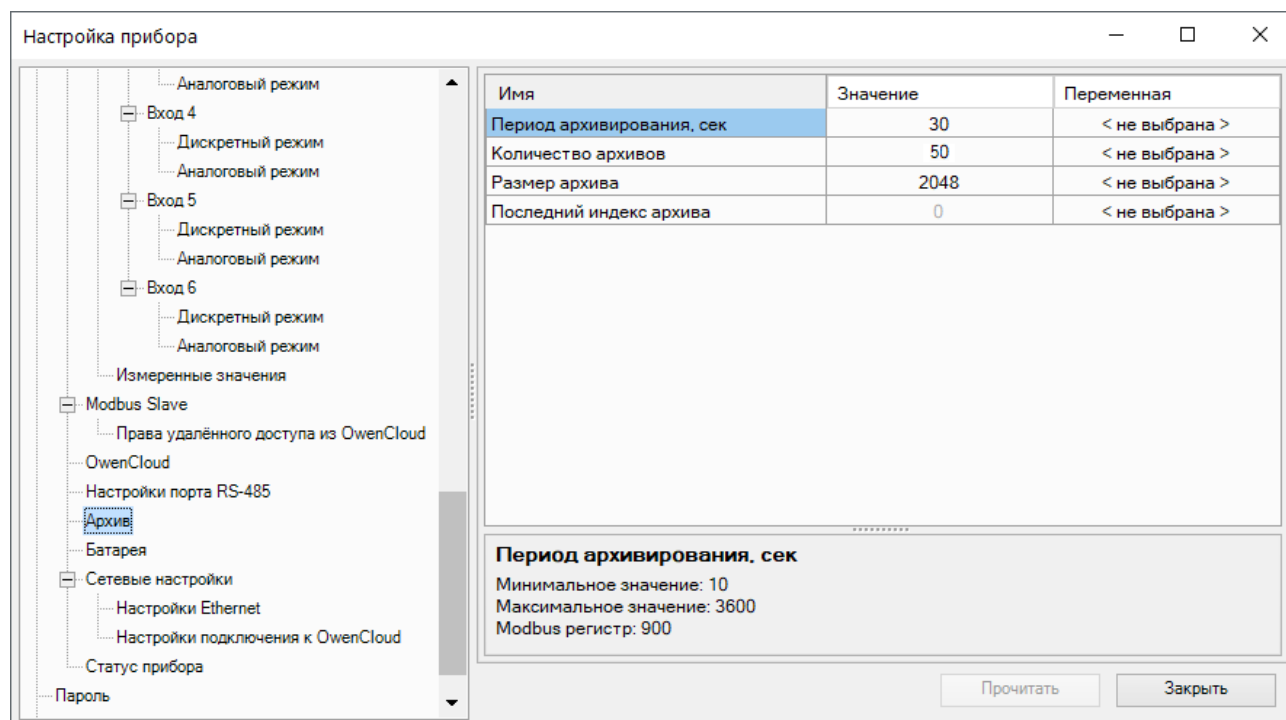 Настройка прибора
Аналоговый режим
Вход 4
Дискретный режим
Аналоговый режим
Вход 5
Дискретный режим
Аналоговый режим
Вход 6
Дискретный режим
Аналоговый режим
Измеренные значения
Modbus Slave
Права удалённого доступа из OwenCloud
OwenCloud
Настройки порта RS-485
Архив
Батарея
Сетевые настройки
Настройки Ethernet
Настройки подключения к OwenCloud
Статус прибора
Пароль
Имя Значение Переменная
Период архивирования, сек 30 < не выбрана >
Количество архивов 50 < не выбрана >
Размер архива 2048 < не выбрана >
Последний индекс архива 0 < не выбрана >
Период архивирования, сек
Минимальное значение: 10
Максимальное значение: 3600
Modbus регистр: 900
Прочитать Закрыть